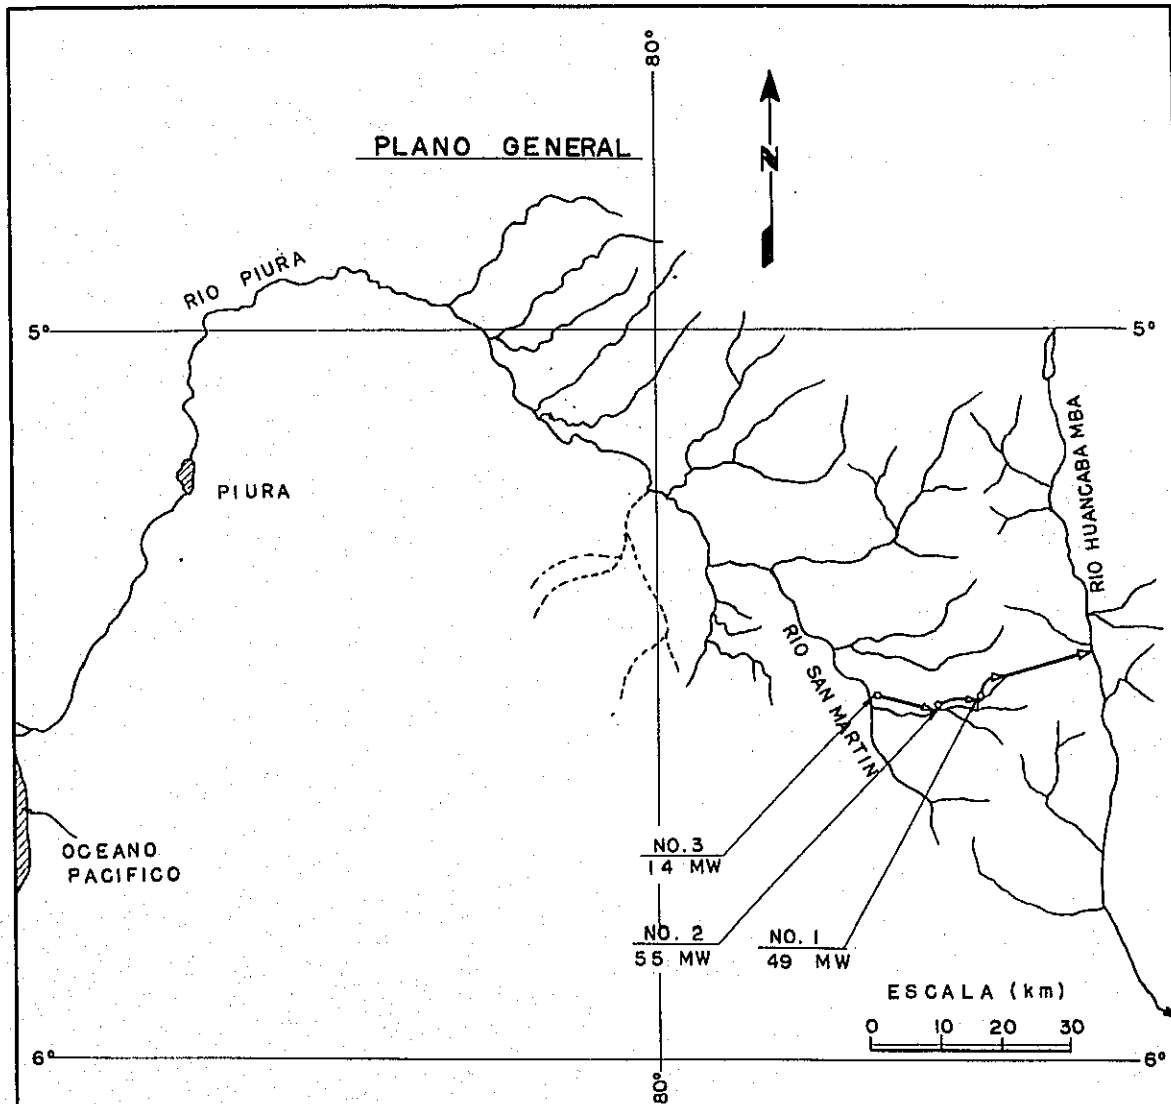 80°
PLANO GENERAL
N
RIO PIURA
5°
5°
RIO HUANCABAMBA
PIURA
RIO SAN MARTIN
OCEANO
PACIFICO
NO.3
14 MW
NO. 2
55 MW
NO. 1
49 MW
ESCALA (km)
0 10 20 30
6°
6°
80°